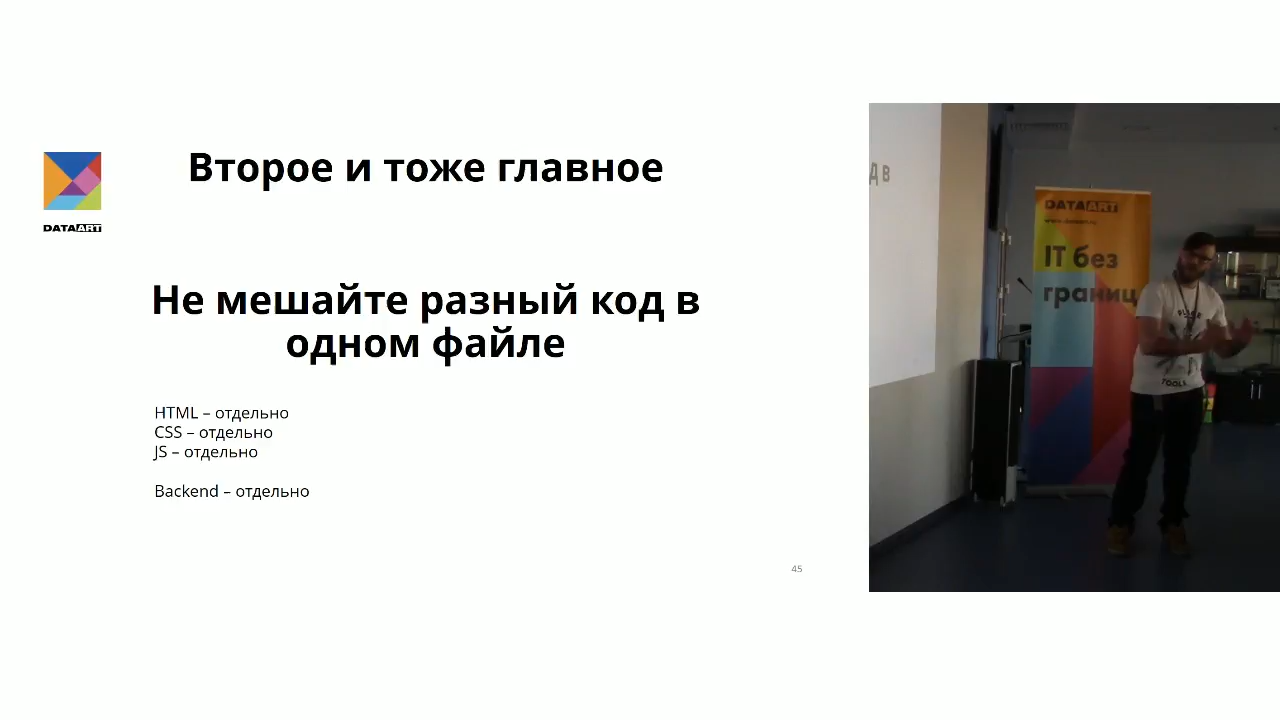 DATAART
Второе и тоже главное
Не мешайте разный код в
одном файле
HTML – отдельно
CSS – отдельно
JS – отдельно
Backend – отдельно
45
Д В
DATAART
IT без
границ
TOOLS